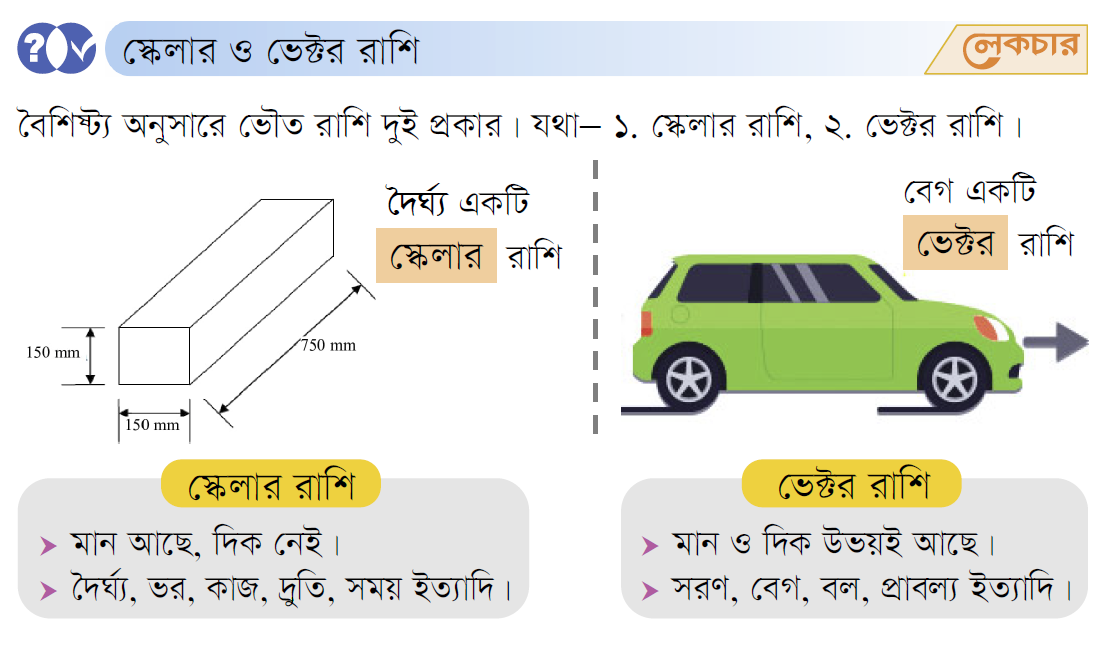 স্কেলার ও ভেক্টর রাশি
লেকচার
বৈশিষ্ট্য অনুসারে ভৌত রাশি দুই প্রকার। যথা– ১. স্কেলার রাশি, ২. ভেক্টর রাশি।
দৈর্ঘ্য একটি
স্কেলার রাশি
150 mm
750 mm
150 mm
বেগ একটি
ভেক্টর রাশি
স্কেলার রাশি
➤ মান আছে, দিক নেই।
➤ দৈর্ঘ্য, ভর, কাজ, দ্রুতি, সময় ইত্যাদি।
ভেক্টর রাশি
➤ মান ও দিক উভয়ই আছে।
➤ সরণ, বেগ, বল, প্রাবল্য ইত্যাদি।